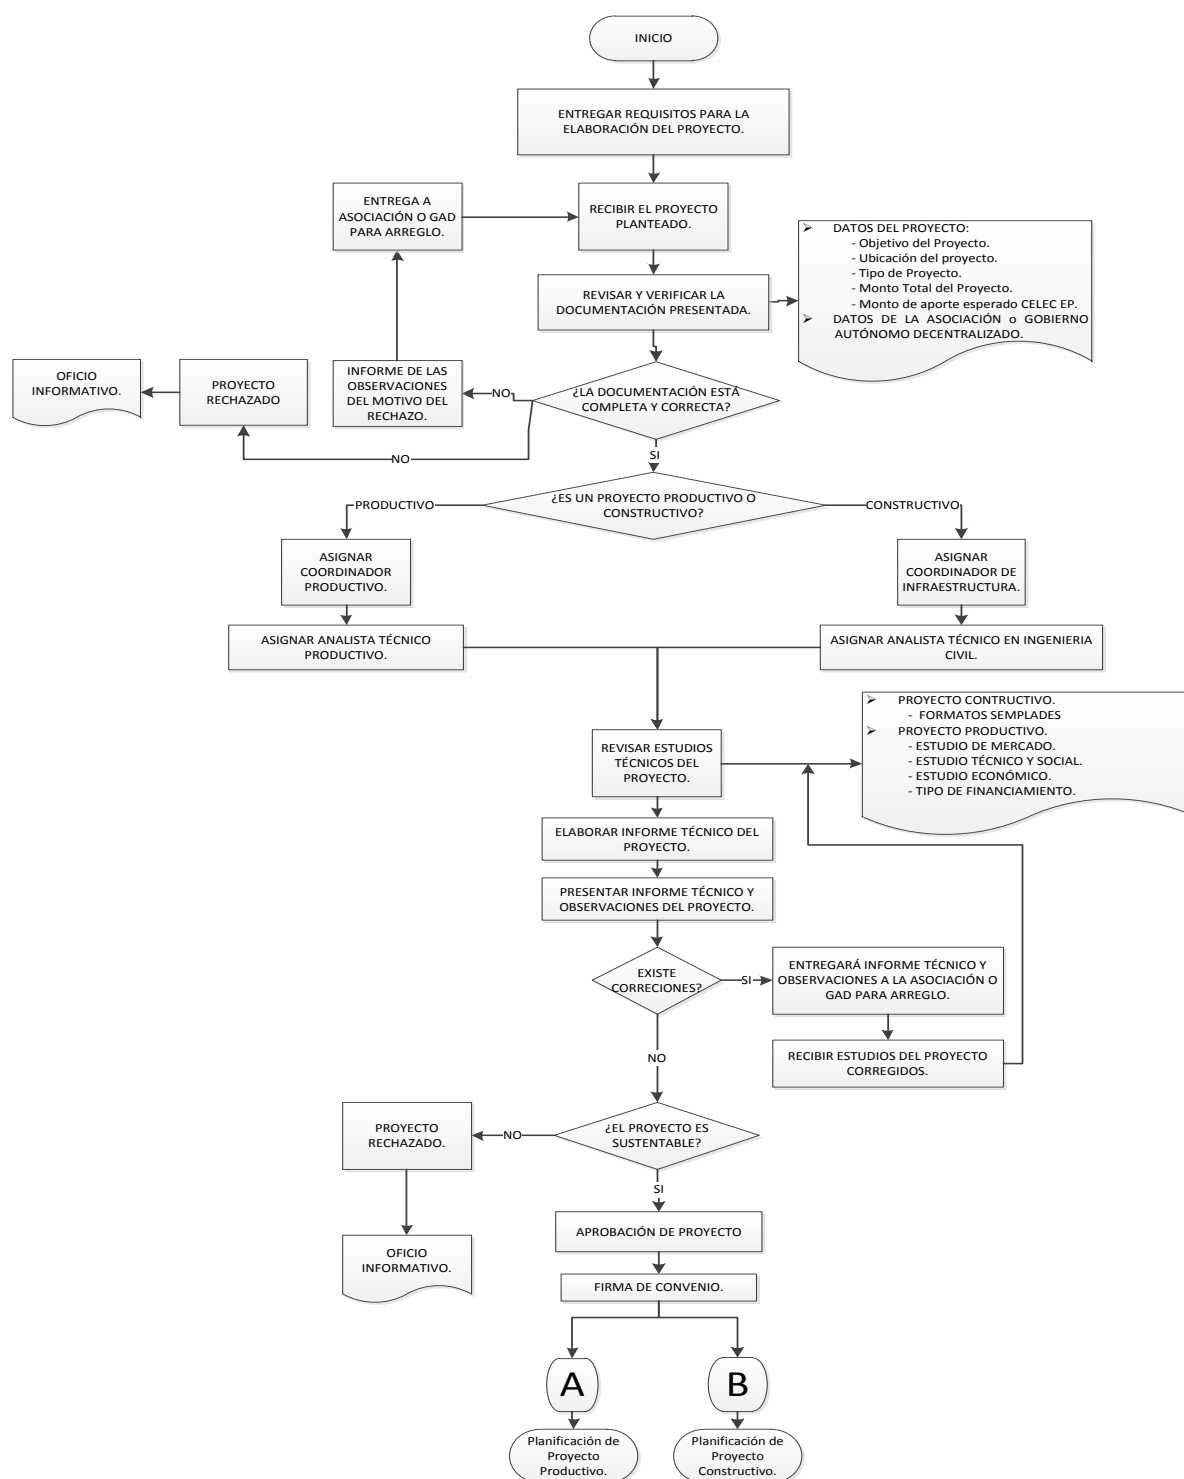 INICIO
ENTREGAR REQUISITOS PARA LA
ELABORACIÓN DEL PROYECTO.
ENTREGA A
ASOCIACIÓN O GAD
PARA ARREGLO.
RECIBIR EL PROYECTO
PLANTEADO.
➢ DATOS DEL PROYECTO:
- Objetivo del Proyecto.
- Ubicación del proyecto.
- Tipo de Proyecto.
- Monto Total del Proyecto.
- Monto de aporte esperado CELEC EP.
➢ DATOS DE LA ASOCIACIÓN o GOBIERNO
AUTÓNOMO DECENTRALIZADO.
REVISAR Y VERIFICAR LA
DOCUMENTACIÓN PRESENTADA.
OFICIO
INFORMATIVO.
PROYECTO
RECHAZADO
INFORME DE LAS
OBSERVACIONES
DEL MOTIVO DEL
RECHAZO.
NO
¿LA DOCUMENTACIÓN ESTÁ
COMPLETA Y CORRECTA?
NO
SI
¿ES UN PROYECTO PRODUCTIVO O
CONSTRUCTIVO?
PRODUCTIVO
CONSTRUCTIVO
ASIGNAR
COORDINADOR
PRODUCTIVO.
ASIGNAR
COORDINADOR DE
INFRAESTRUCTURA.
ASIGNAR ANALISTA TÉCNICO
PRODUCTIVO.
ASIGNAR ANALISTA TÉCNICO EN INGENIERIA
CIVIL.
REVISAR ESTUDIOS
TÉCNICOS DEL
PROYECTO.
➢ PROYECTO CONTRUCTIVO.
- FORMATOS SEMPLADES
➢ PROYECTO PRODUCTIVO.
- ESTUDIO DE MERCADO.
- ESTUDIO TÉCNICO Y SOCIAL.
- ESTUDIO ECONÓMICO.
- TIPO DE FINANCIAMIENTO.
ELABORAR INFORME TÉCNICO DEL
PROYECTO.
PRESENTAR INFORME TÉCNICO Y
OBSERVACIONES DEL PROYECTO.
EXISTE
CORRECIONES?
SI
ENTREGARÁ INFORME TÉCNICO Y
OBSERVACIONES A LA ASOCIACIÓN O
GAD PARA ARREGLO.
RECIBIR ESTUDIOS DEL PROYECTO
CORREGIDOS.
NO
¿EL PROYECTO ES
SUSTENTABLE?
NO
PROYECTO
RECHAZADO.
SI
OFICIO
INFORMATIVO.
APROBACIÓN DE PROYECTO
FIRMA DE CONVENIO.
A
B
Planificación de
Proyecto
Productivo.
Planificación de
Proyecto
Constructivo.